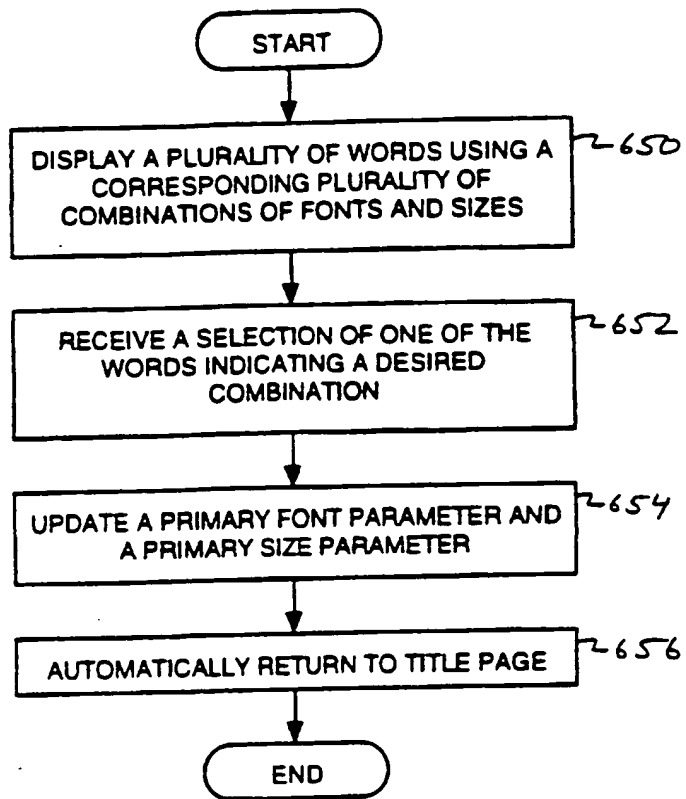 START
DISPLAY A PLURALITY OF WORDS USING A
CORRESPONDING PLURALITY OF
COMBINATIONS OF FONTS AND SIZES
650
RECEIVE A SELECTION OF ONE OF THE
WORDS INDICATING A DESIRED
COMBINATION
652
UPDATE A PRIMARY FONT PARAMETER AND
A PRIMARY SIZE PARAMETER
654
AUTOMATICALLY RETURN TO TITLE PAGE
656
END